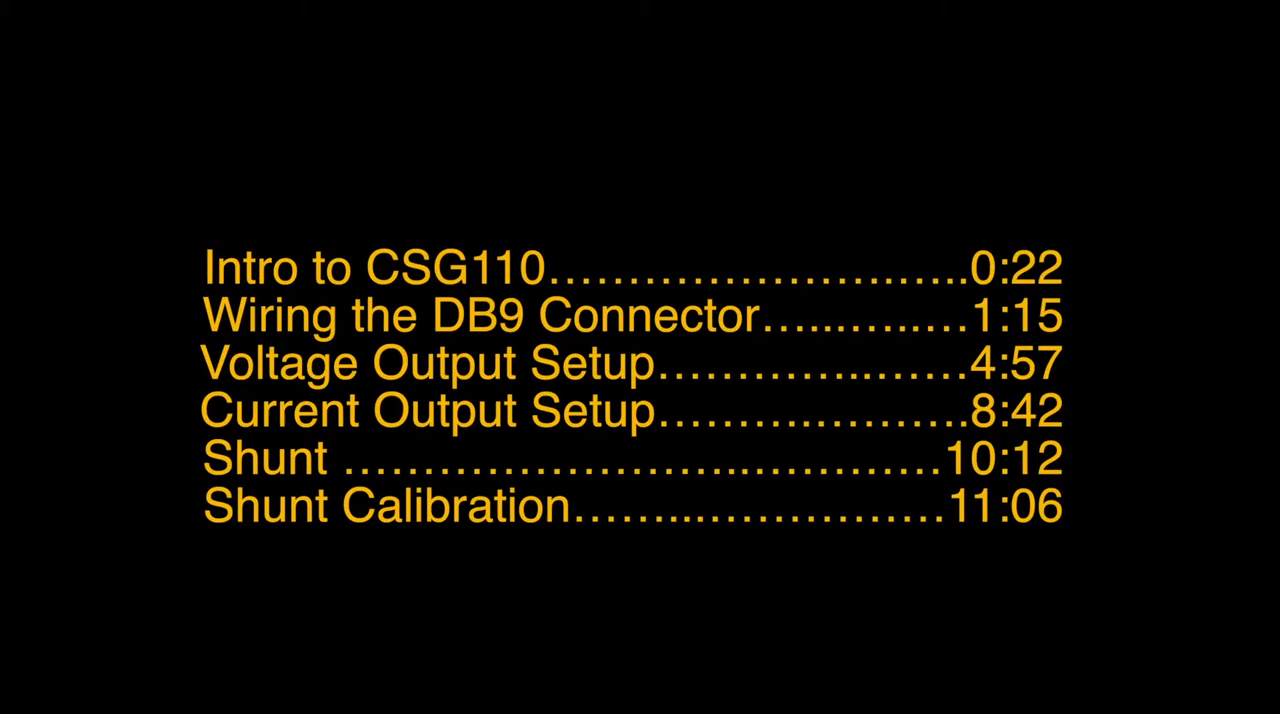 Intro to CSG110……………………………..0:22
Wiring the DB9 Connector…...…...…1:15
Voltage Output Setup……………...……4:57
Current Output Setup………….………..8:42
Shunt …………………………...……………10:12
Shunt Calibration……...………………11:06